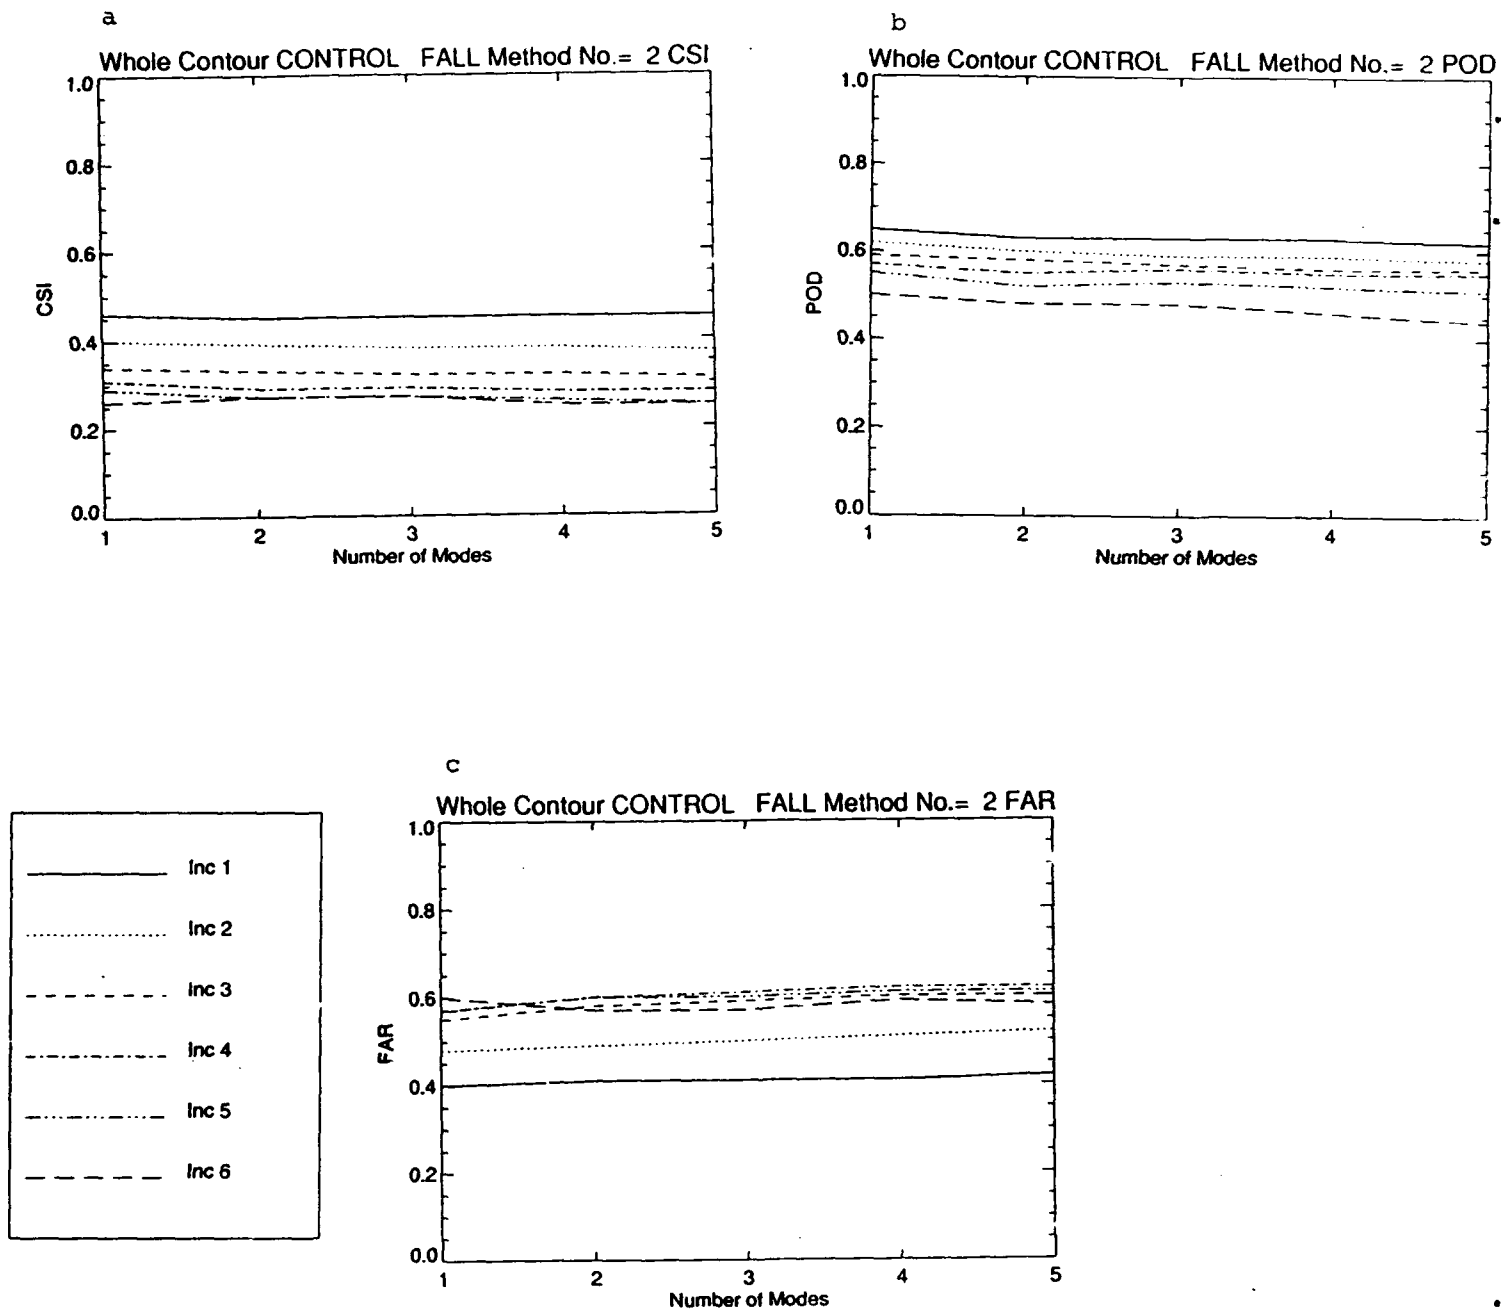 a
Whole Contour CONTROL FALL Method No.= 2 CSI
1.0
0.8
0.6
0.4
0.2
0.0
CSI
1 2 3 4 5
Number of Modes
b
Whole Contour CONTROL FALL Method No.= 2 POD
1.0
0.8
0.6
0.4
0.2
0.0
POD
1 2 3 4 5
Number of Modes
Inc 1
Inc 2
Inc 3
Inc 4
Inc 5
Inc 6
c
Whole Contour CONTROL FALL Method No.= 2 FAR
1.0
0.8
0.6
0.4
0.2
0.0
FAR
1 2 3 4 5
Number of Modes